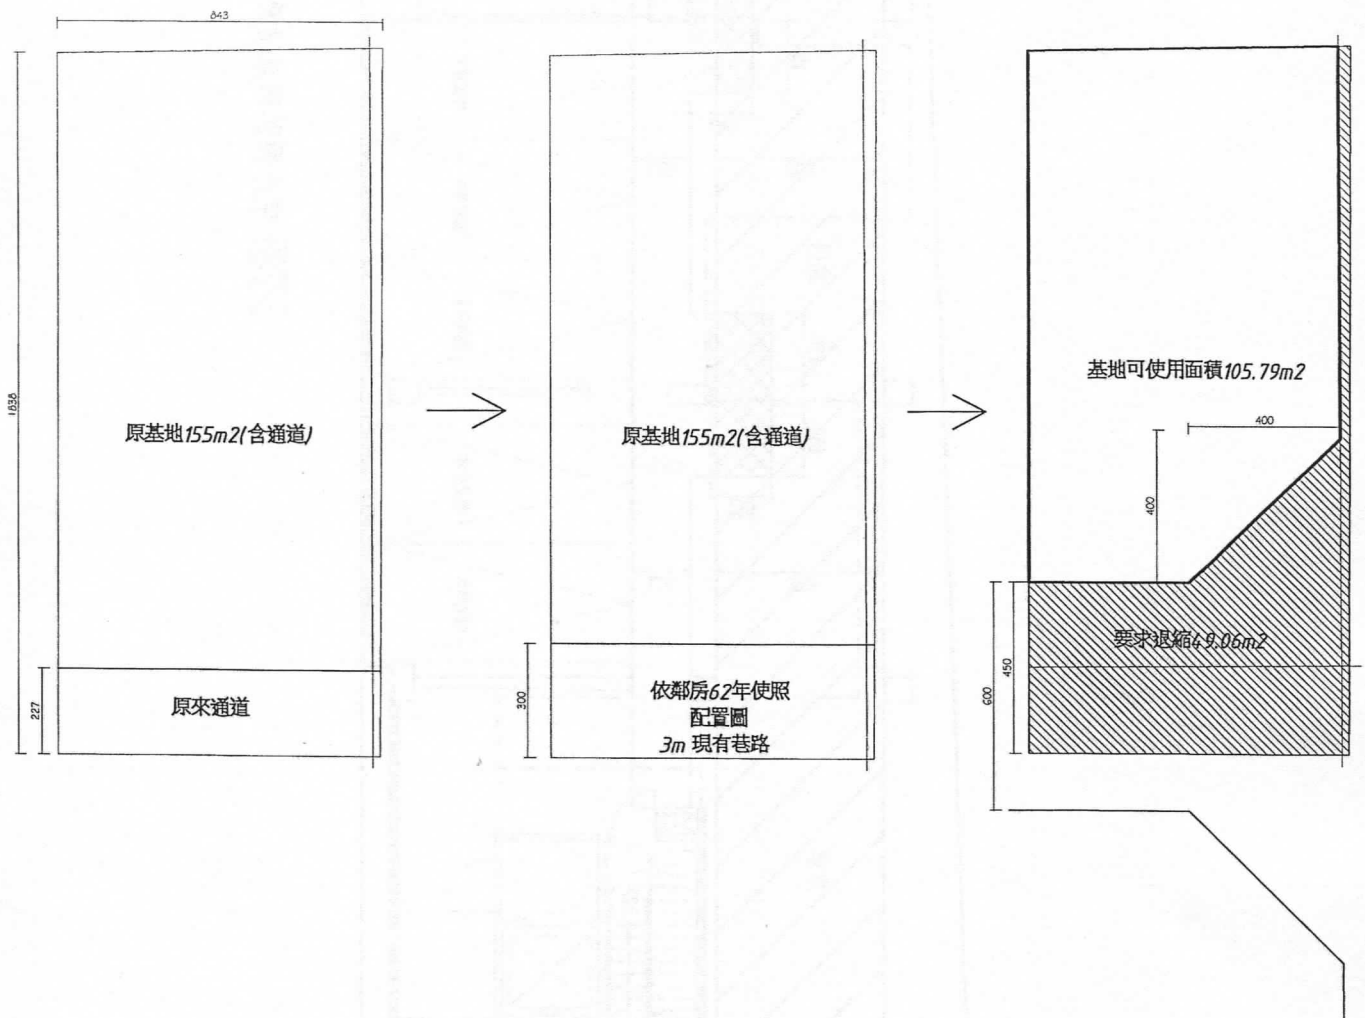 843
1838
原基地155m2(含通道)
227
原來通道
原基地155m2(含通道)
300
依鄰房62年使照
配置圖
3m 現有巷路
基地可使用面積105.79m2
400
400
要求退縮49.06m2
450
600